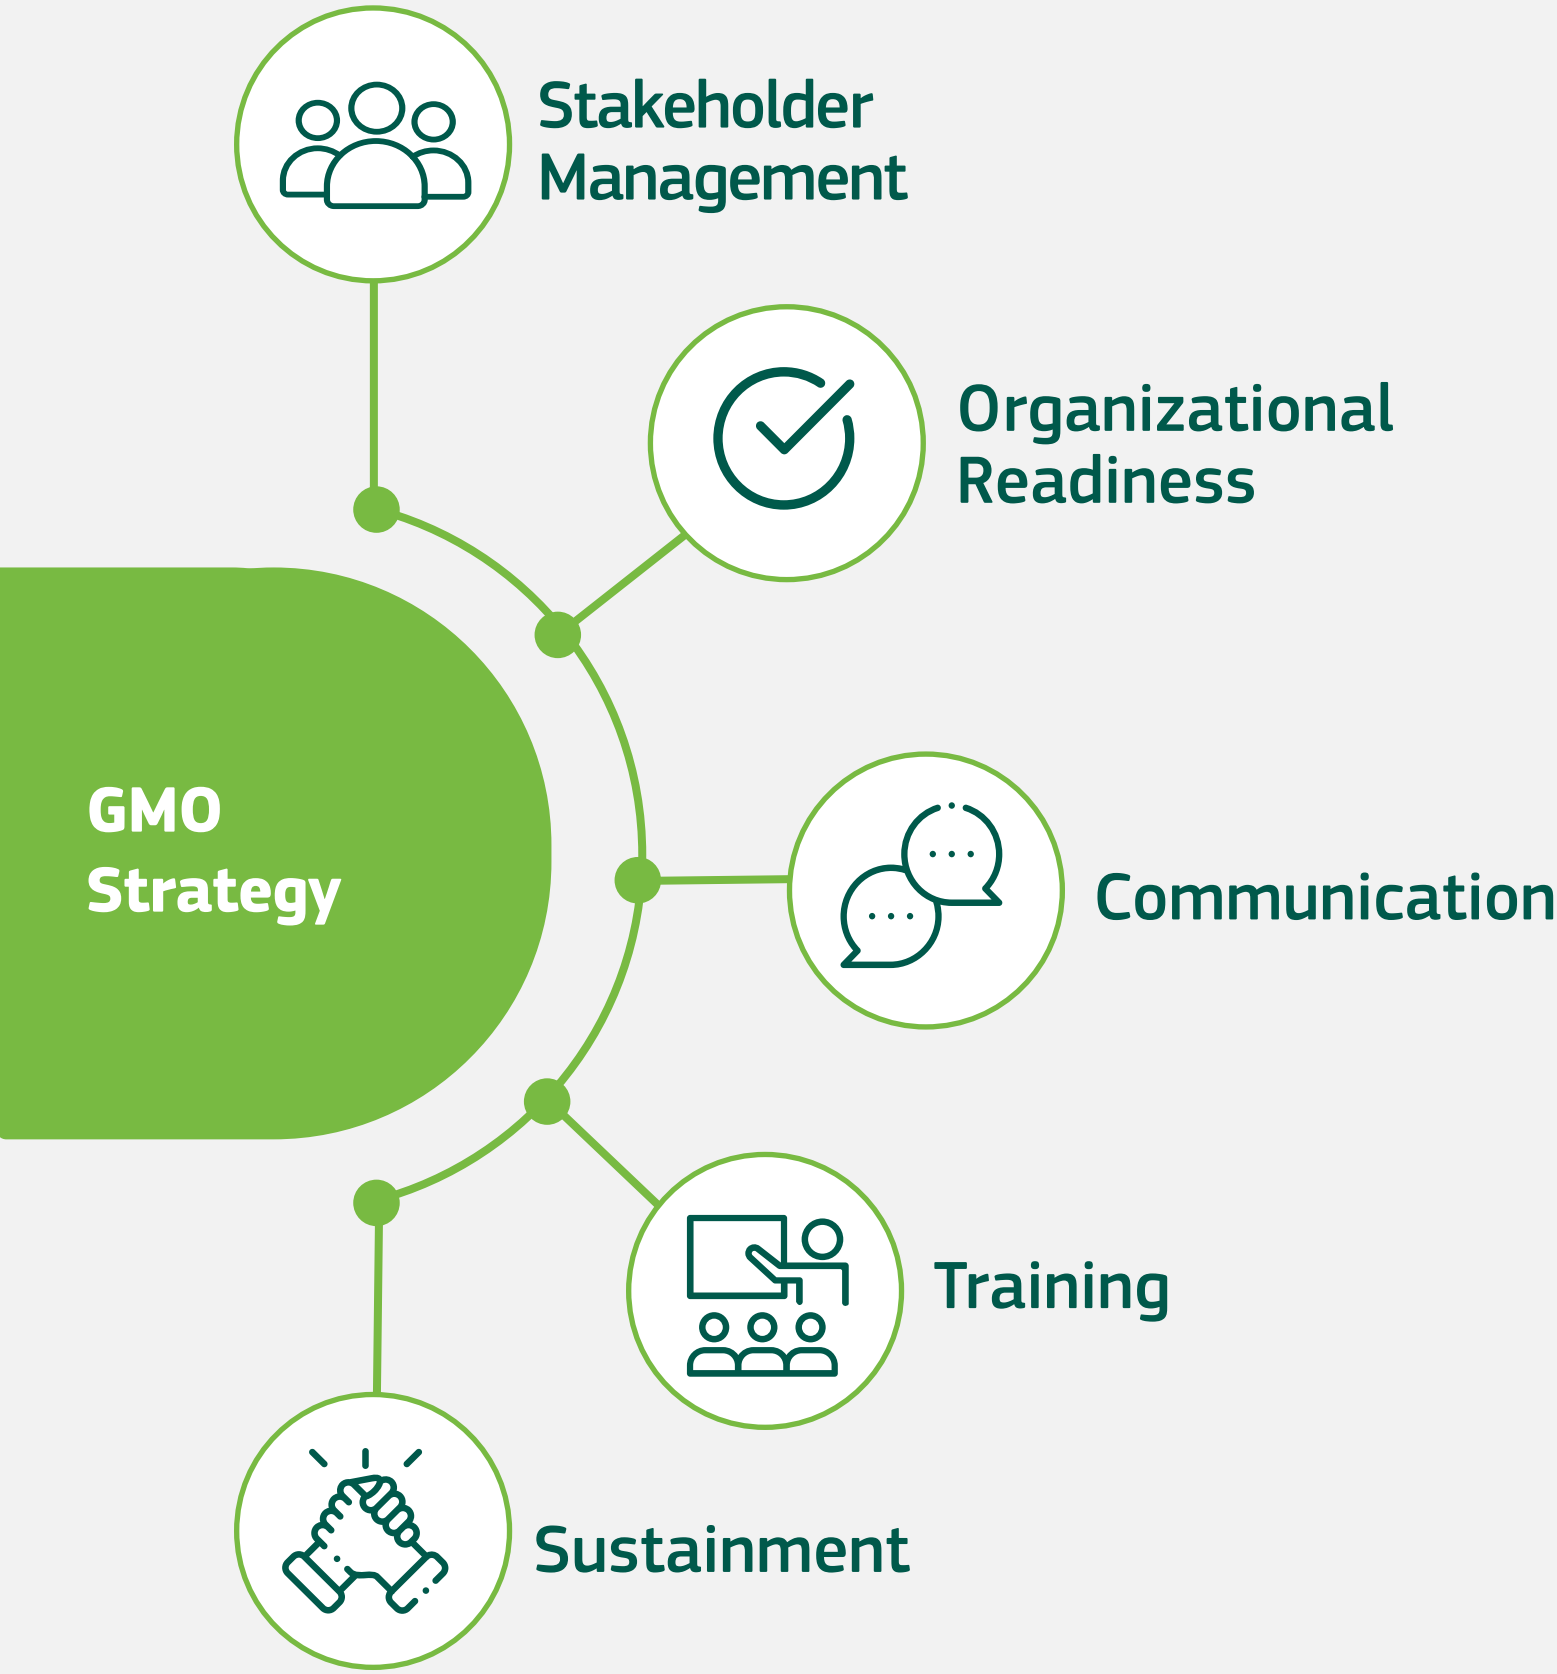 Stakeholder
Management
Organizational
Readiness
GMO
Strategy
Communication
Training
Sustainment